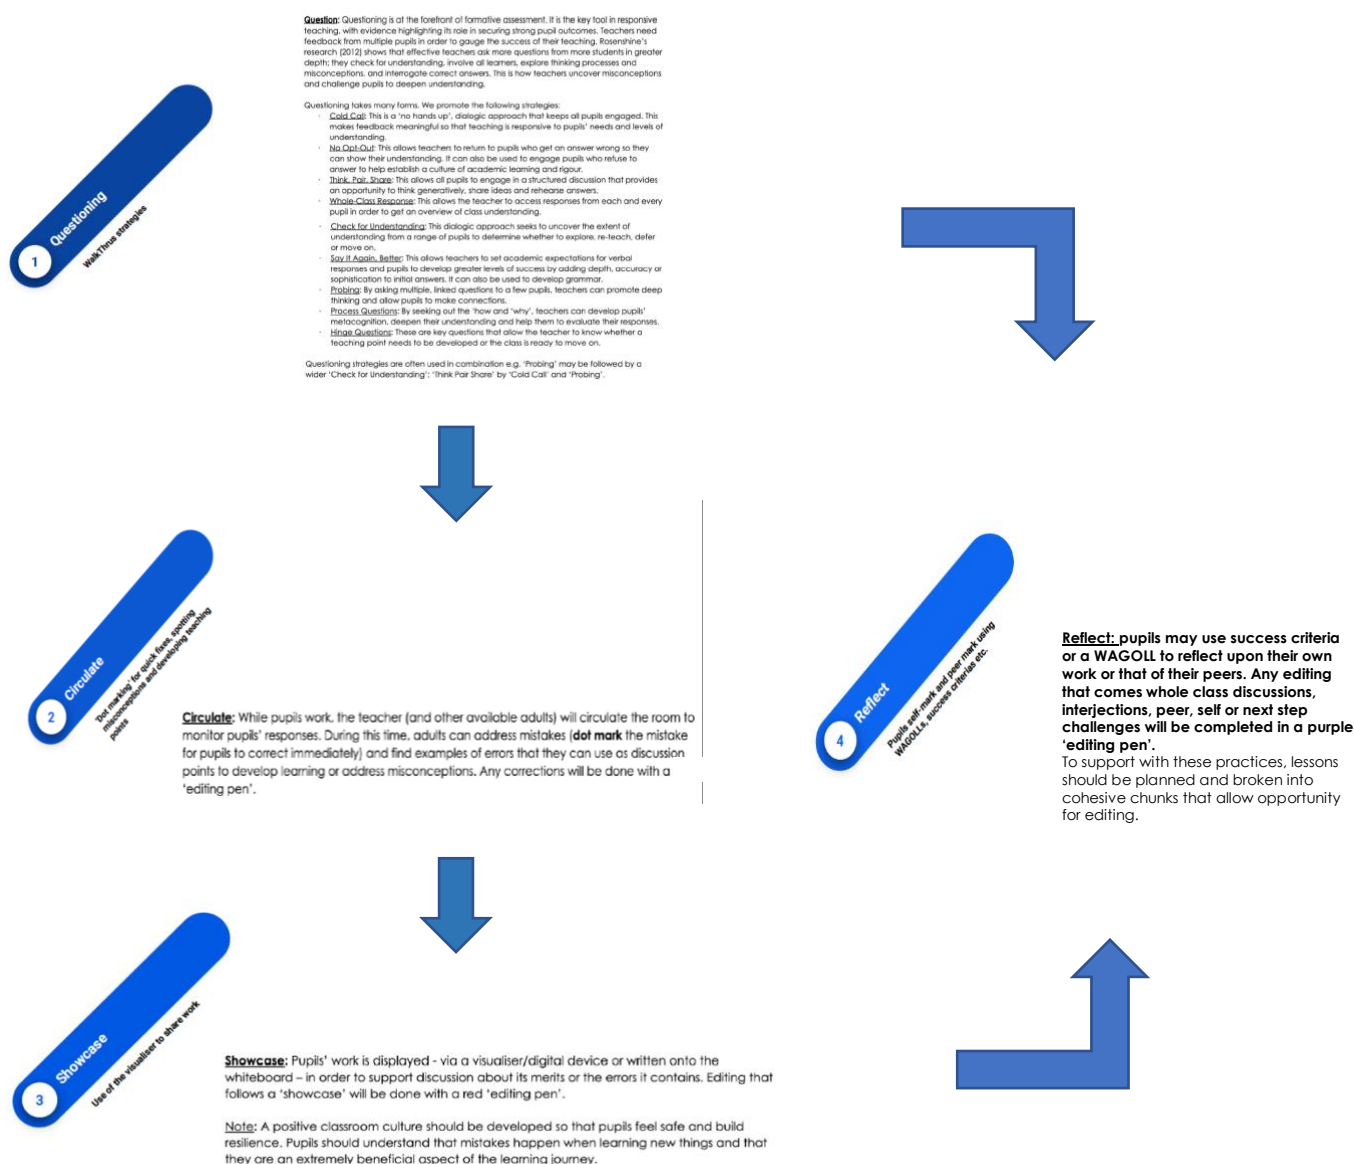 Question: Questioning is at the forefront of formative assessment. It is the key tool in responsive
teaching, with evidence highlighting its role in securing strong pupil outcomes. Teachers need
feedback from multiple pupils in order to gauge the success of their teaching. Rosenshine's
research (2012) shows that effective teachers ask more questions from more students in greater
depth; they check for understanding, involve all learners, explore thinking processes and
misconceptions, and interrogate correct answers. This is how teachers uncover misconceptions
and challenge pupils to deepen understanding.
Questioning takes many forms. We promote the following strategies:
· Cold Call: This is a 'no hands up', dialogic approach that keeps all pupils engaged. This
makes feedback meaningful so that teaching is responsive to pupils' needs and levels of
understanding.
· No Opt-Out: This allows teachers to return to pupils who get an answer wrong so they
can show their understanding. It can also be used to engage pupils who refuse to
answer to help establish a culture of academic learning and rigour.
· Think, Pair, Share: This allows all pupils to engage in a structured discussion that provides
an opportunity to think generatively, share ideas and rehearse answers.
· Whole-Class Response: This allows the teacher to access responses from each and every
pupil in order to get an overview of class understanding.
· Check for Understanding: This dialogic approach seeks to uncover the extent of
understanding from a range of pupils to determine whether to explore, re-teach, defer
or move on.
· Say It Again, Better: This allows teachers to set academic expectations for verbal
responses and pupils to develop greater levels of success by adding depth, accuracy or
sophistication to initial answers. It can also be used to develop grammar.
· Probing: By asking multiple, linked questions to a few pupils, teachers can promote deep
thinking and allow pupils to make connections.
· Process Questions: By seeking out the 'how and 'why', teachers can develop pupils'
metacognition, deepen their understanding and help them to evaluate their responses.
· Hinge Questions: These are key questions that allow the teacher to know whether a
teaching point needs to be developed or the class is ready to move on.
Questioning strategies are often used in combination e.g. 'Probing' may be followed by a
wider 'Check for Understanding'; 'Think Pair Share' by 'Cold Call' and 'Probing'.
1
Questioning
WalkThrus strategies
2
Circulate
'Dot marking' for quick fixes, spotting
misconceptions and developing teaching
points
Circulate: While pupils work, the teacher (and other available adults) will circulate the room to
monitor pupils' responses. During this time, adults can address mistakes (dot mark the mistake
for pupils to correct immediately) and find examples of errors that they can use as discussion
points to develop learning or address misconceptions. Any corrections will be done with a
'editing pen'.
3
Showcase
Use of the visualiser to share work
Showcase: Pupils' work is displayed - via a visualiser/digital device or written onto the
whiteboard – in order to support discussion about its merits or the errors it contains. Editing that
follows a 'showcase' will be done with a red 'editing pen'.
Note: A positive classroom culture should be developed so that pupils feel safe and build
resilience. Pupils should understand that mistakes happen when learning new things and that
they are an extremely beneficial aspect of the learning journey.
4
Reflect
Pupils self-mark and peer mark using
WAGOLLs, success criterias etc.
Reflect: pupils may use success criteria
or a WAGOLL to reflect upon their own
work or that of their peers. Any editing
that comes whole class discussions,
interjections, peer, self or next step
challenges will be completed in a purple
'editing pen'.
To support with these practices, lessons
should be planned and broken into
cohesive chunks that allow opportunity
for editing.